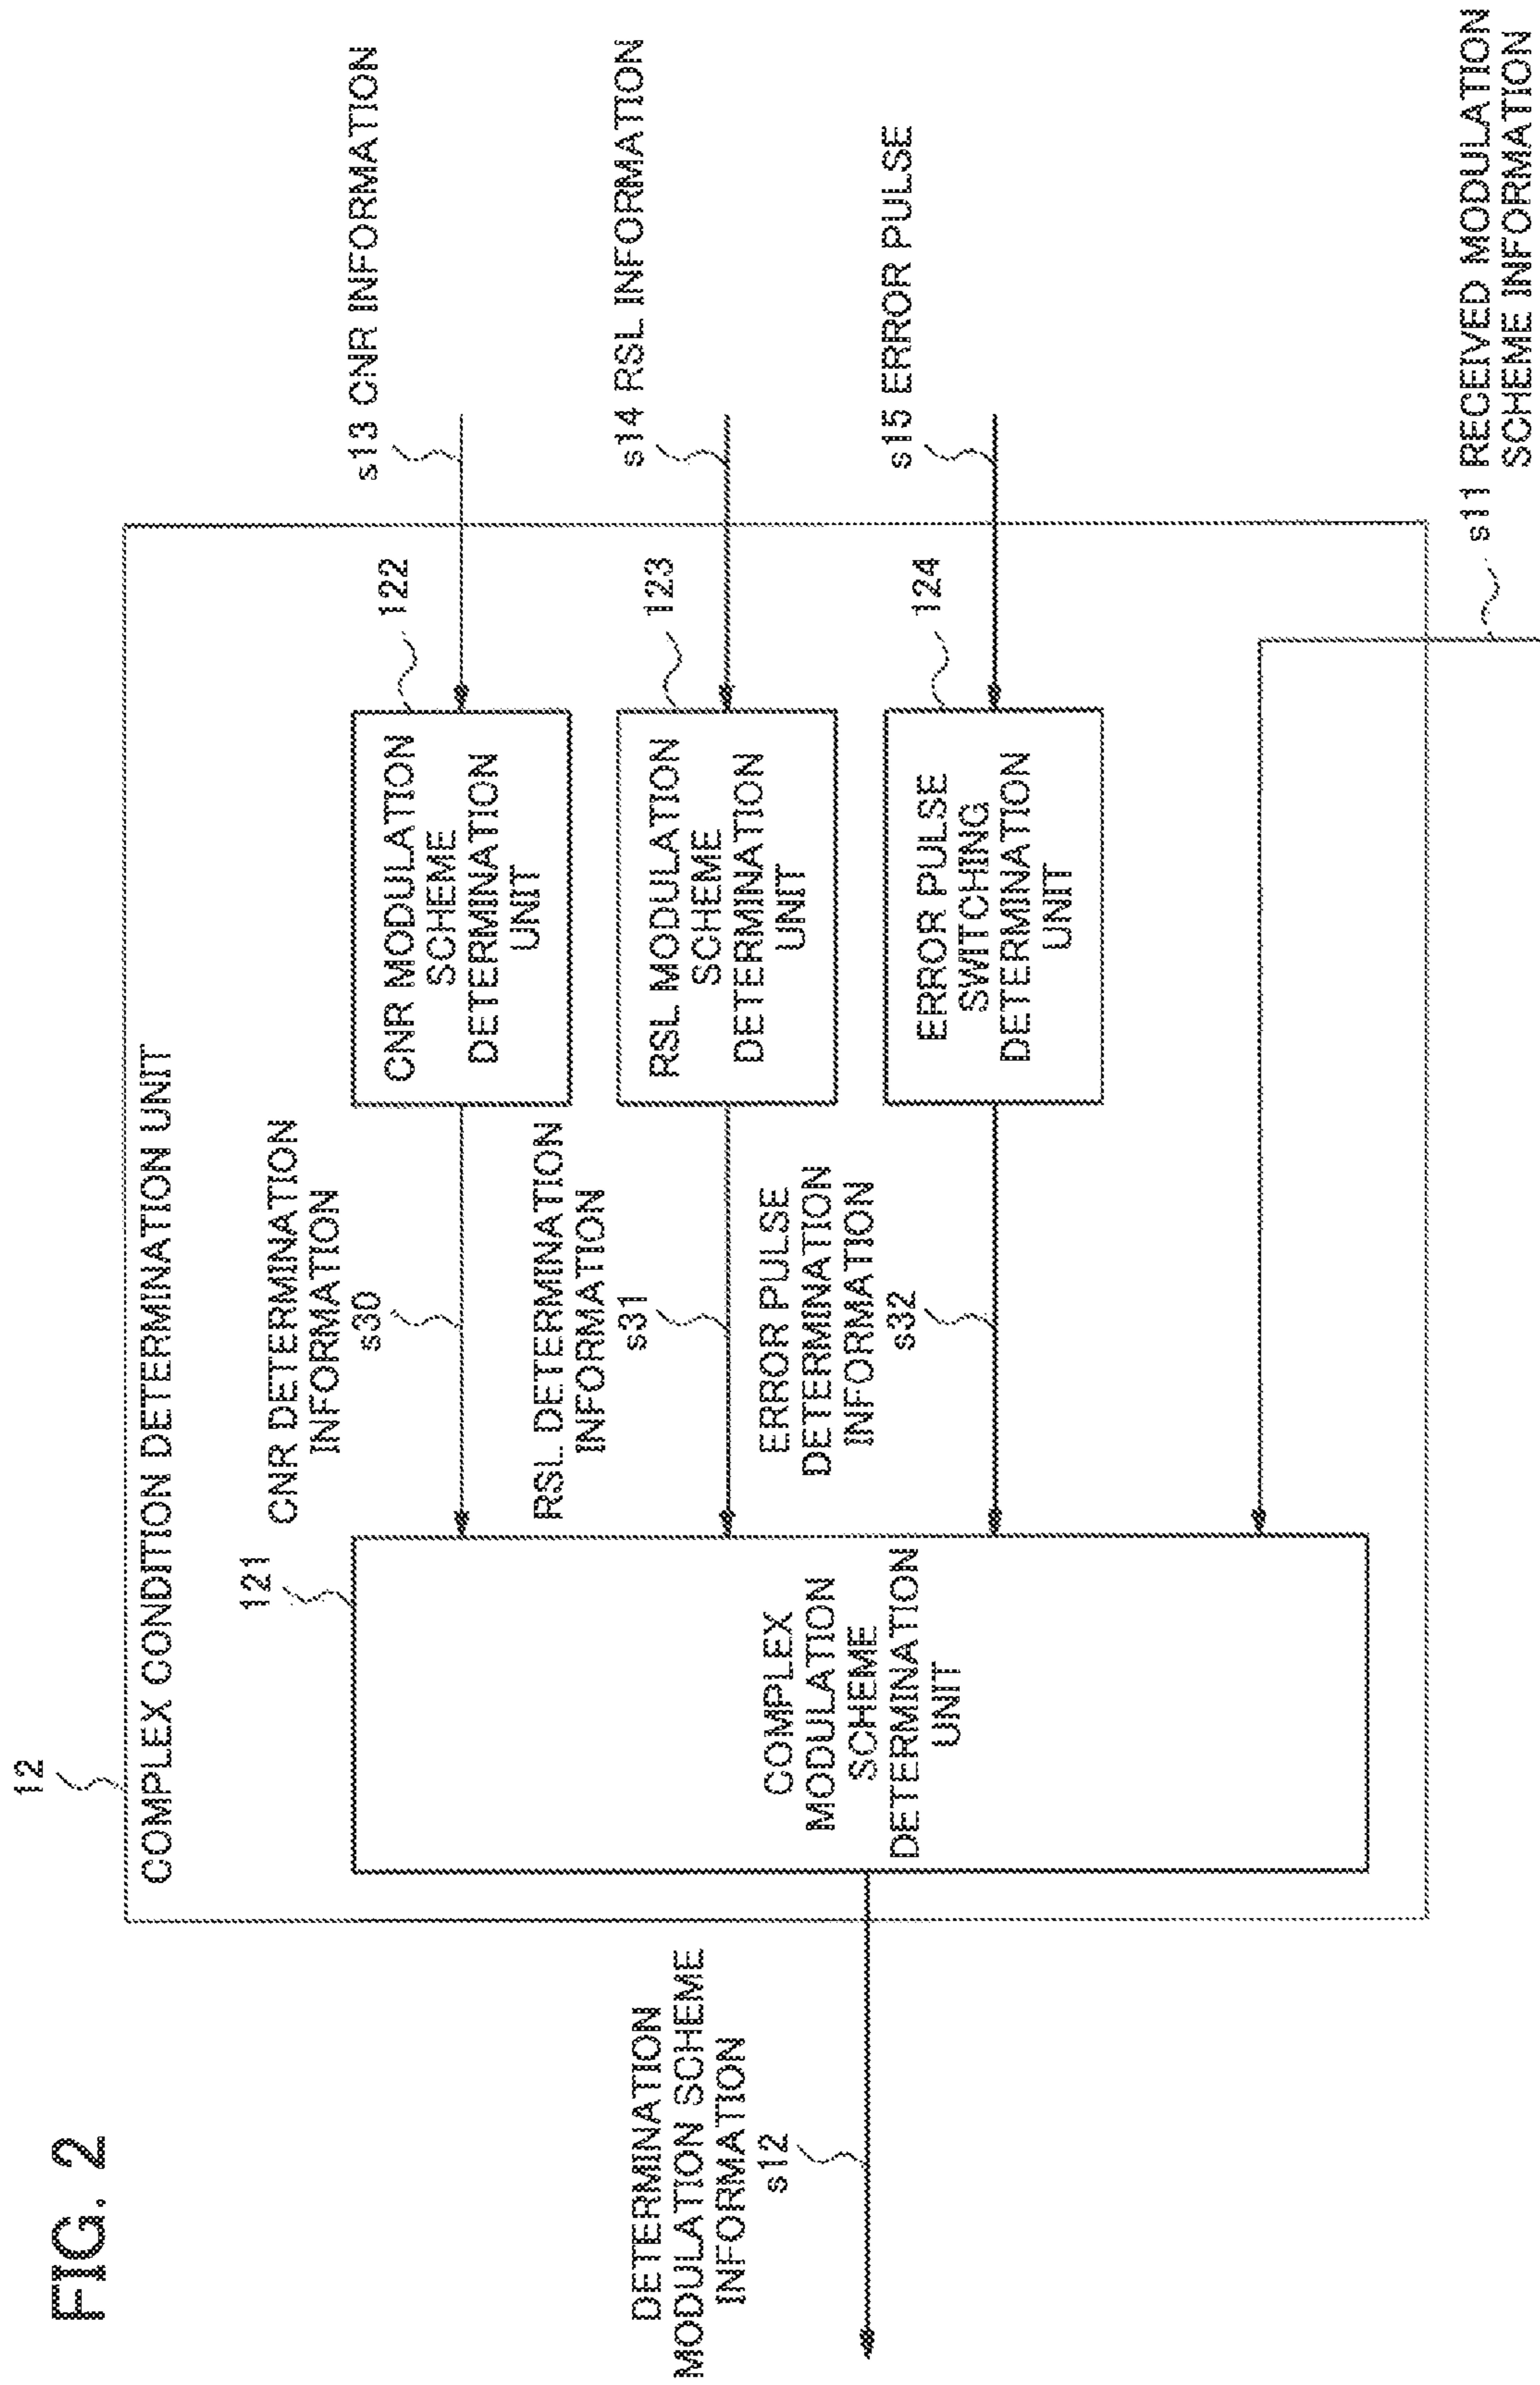 FIG. 2
12
COMPLEX CONDITION DETERMINATION UNIT
121
CNR DETERMINATION
INFORMATION
s30
122
s13 CNR INFORMATION
CNR MODULATION
SCHEME
DETERMINATION
UNIT
RSL DETERMINATION
INFORMATION
s31
123
s14 RSL INFORMATION
RSL MODULATION
SCHEME
DETERMINATION
UNIT
DETERMINATION
MODULATION SCHEME
INFORMATION
s12
COMPLEX
MODULATION
SCHEME
DETERMINATION
UNIT
ERROR PULSE
DETERMINATION
INFORMATION
s32
124
s15 ERROR PULSE
ERROR PULSE
SWITCHING
DETERMINATION
UNIT
s11 RECEIVED MODULATION
SCHEME INFORMATION